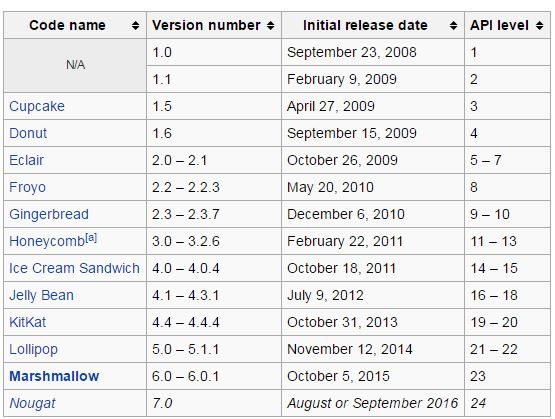 Code name Version number Initial release date API level
N/A 1.0 September 23, 2008 1
1.1 February 9, 2009 2
Cupcake 1.5 April 27, 2009 3
Donut 1.6 September 15, 2009 4
Eclair 2.0 – 2.1 October 26, 2009 5 – 7
Froyo 2.2 – 2.2.3 May 20, 2010 8
Gingerbread 2.3 – 2.3.7 December 6, 2010 9 – 10
Honeycomb[a] 3.0 – 3.2.6 February 22, 2011 11 – 13
Ice Cream Sandwich 4.0 – 4.0.4 October 18, 2011 14 – 15
Jelly Bean 4.1 – 4.3.1 July 9, 2012 16 – 18
KitKat 4.4 – 4.4.4 October 31, 2013 19 – 20
Lollipop 5.0 – 5.1.1 November 12, 2014 21 – 22
Marshmallow 6.0 – 6.0.1 October 5, 2015 23
Nougat 7.0 August or September 2016 24